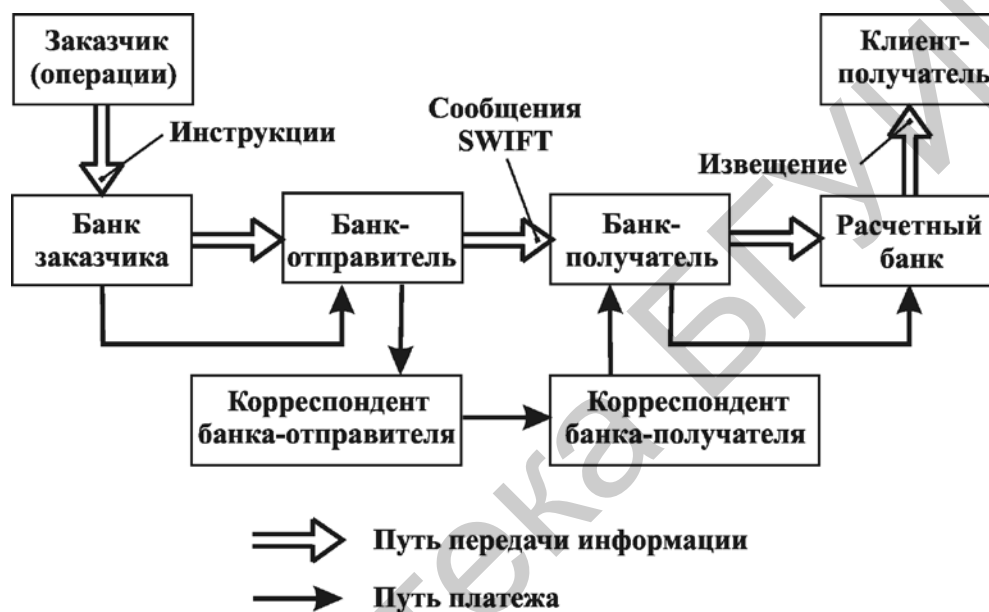 Заказчик
(операции)
Клиент-
получатель
Инструкции
Сообщения
SWIFT
Извещение
Банк
заказчика
Банк-
отправитель
Банк-
получатель
Расчетный
банк
Корреспондент
банка-отправителя
Корреспондент
банка-получателя
Путь передачи информации
Путь платежа